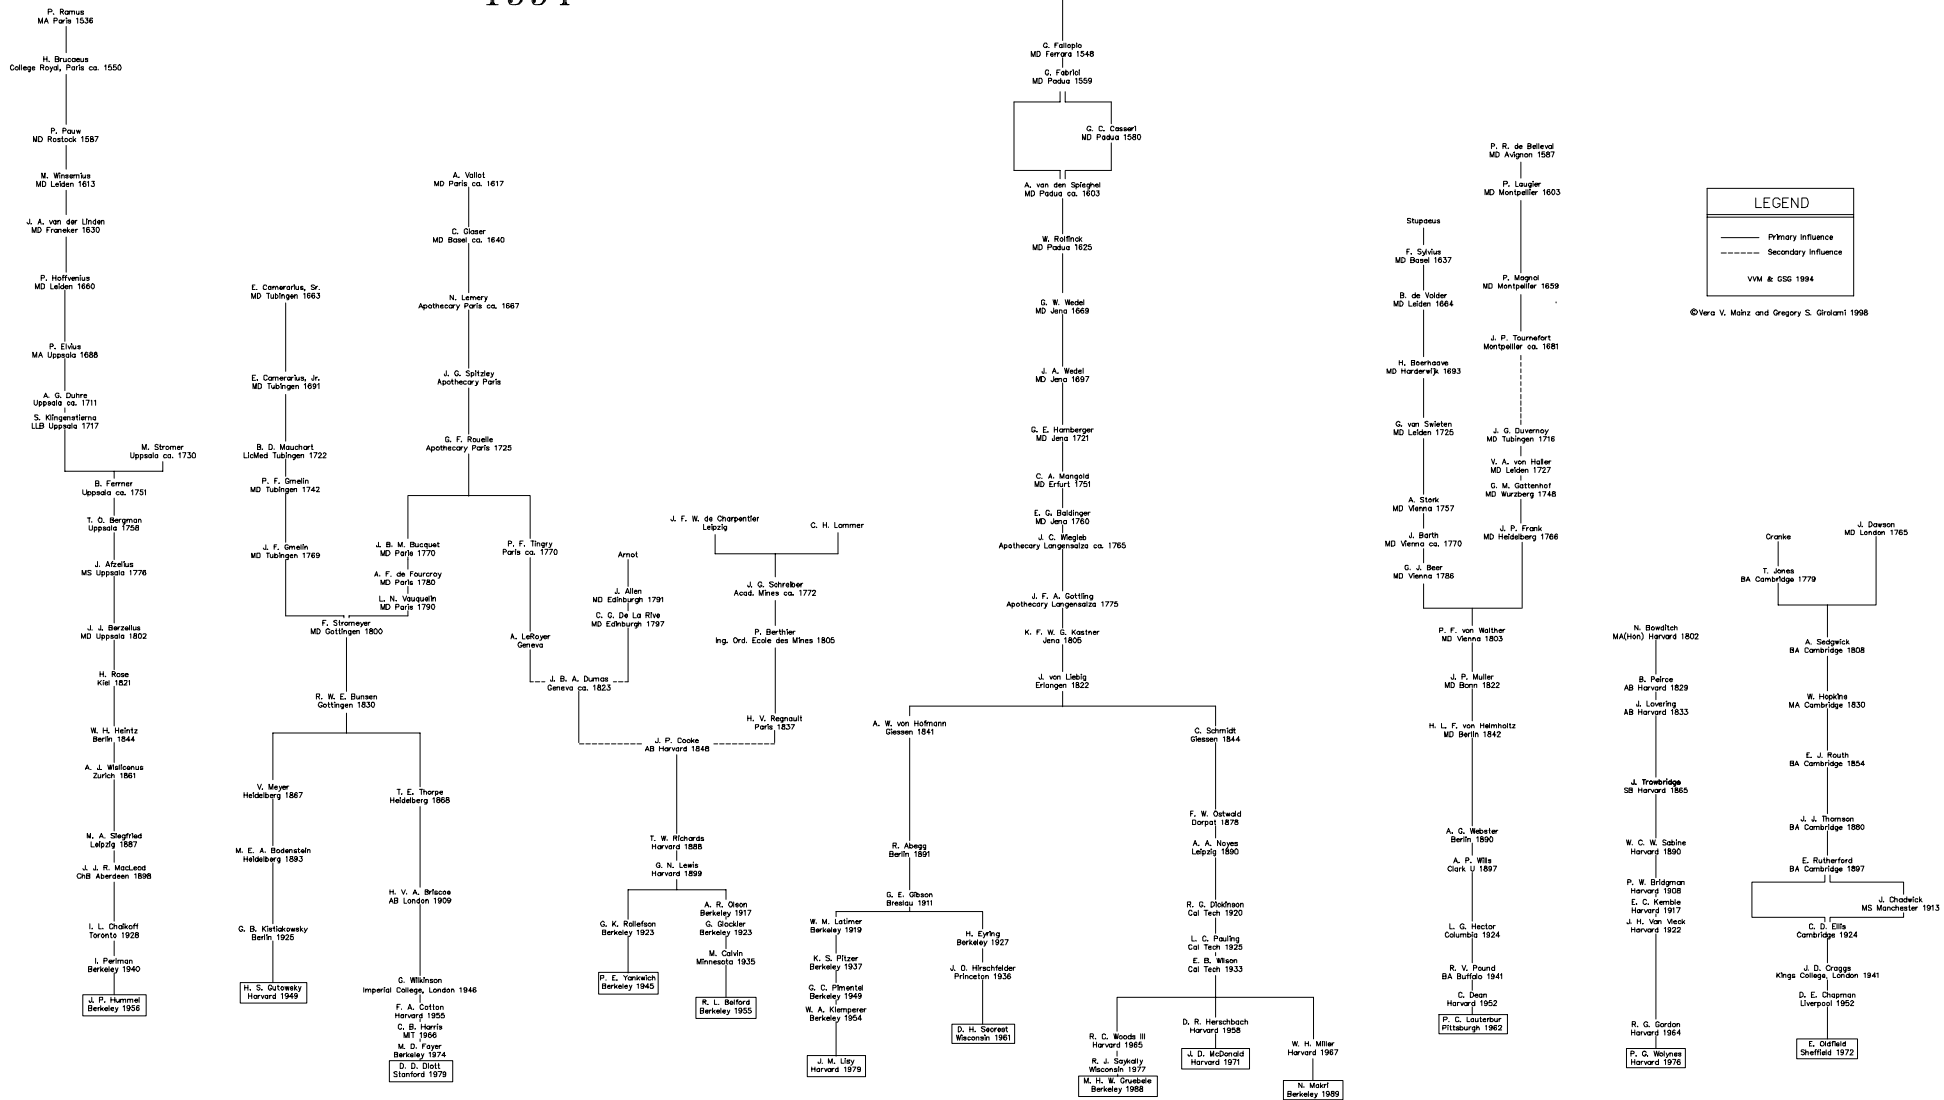 P. Ramus
MA Paris 1536
H. Brucaeus
College Royal, Paris ca. 1550
P. Pauw
MD Rostock 1587
M. Winsemius
MD Leiden 1613
J. A. van der Linden
MD Franeker 1630
P. Hoffvenius
MD Leiden 1660
P. Elvius
MA Uppsala 1688
A. G. Duhre
Uppsala ca. 1711
S. Klingenstierna
LLB Uppsala 1717
M. Stromer
Uppsala ca. 1730
B. Ferrner
Uppsala ca. 1751
T. O. Bergman
Uppsala 1758
J. Afzelius
MS Uppsala 1776
J. J. Berzelius
MD Uppsala 1802
H. Rose
Kiel 1821
W. H. Heintz
Berlin 1844
A. J. Wislicenus
Zurich 1861
M. A. Siegfried
Leipzig 1887
J. J. R. MacLeod
ChB Aberdeen 1898
I. L. Chaikoff
Toronto 1928
I. Perlman
Berkeley 1940
J. P. Hummel
Berkeley 1956
E. Camerarius, Sr.
MD Tubingen 1663
E. Camerarius, Jr.
MD Tubingen 1691
B. D. Mauchart
LicMed Tubingen 1722
P. F. Gmelin
MD Tubingen 1742
J. F. Gmelin
MD Tubingen 1769
A. Vallot
MD Paris ca. 1617
C. Glaser
MD Basel ca. 1640
N. Lemery
Apothecary Paris ca. 1667
J. G. Spitzley
Apothecary Paris
G. F. Rouelle
Apothecary Paris 1725
J. B. M. Bucquet
MD Paris 1770
A. F. de Fourcroy
MD Paris 1780
L. N. Vauquelin
MD Paris 1790
F. Stromeyer
MD Gottingen 1800
R. W. E. Bunsen
Gottingen 1830
V. Meyer
Heidelberg 1867
M. E. A. Bodenstein
Heidelberg 1893
G. B. Kistiakowsky
Berlin 1925
H. S. Gutowsky
Harvard 1949
T. E. Thorpe
Heidelberg 1868
H. V. A. Briscoe
AB London 1909
G. Wilkinson
Imperial College, London 1946
F. A. Cotton
Harvard 1955
C. B. Harris
MIT 1966
M. D. Fayer
Berkeley 1974
D. D. Dlott
Stanford 1979
P. F. Tingry
Paris ca. 1770
A. LeRoyer
Geneva
Arnot
J. Allen
MD Edinburgh 1791
C. G. De La Rive
MD Edinburgh 1797
J. B. A. Dumas
Geneva ca. 1823
J. F. W. de Charpentier
Leipzig
C. H. Lommer
J. G. Schreiber
Acad. Mines ca. 1772
P. Berthier
Ing. Ord. Ecole des Mines 1805
H. V. Regnault
Paris 1837
J. P. Cooke
AB Harvard 1848
T. W. Richards
Harvard 1888
G. N. Lewis
Harvard 1899
G. K. Rollefson
Berkeley 1923
P. E. Yankwich
Berkeley 1945
A. R. Olson
Berkeley 1917
G. Glockler
Berkeley 1923
M. Calvin
Minnesota 1935
R. L. Belford
Berkeley 1955
G. Fallopio
MD Ferrara 1548
G. Fabrici
MD Padua 1559
G. C. Casseri
MD Padua 1580
A. van den Spieghel
MD Padua ca. 1603
W. Rolfinck
MD Padua 1625
G. W. Wedel
MD Jena 1669
J. A. Wedel
MD Jena 1697
G. E. Hamberger
MD Jena 1721
C. A. Mangold
MD Erfurt 1751
E. G. Baldinger
MD Jena 1760
J. C. Wiegleb
Apothecary Langensalza ca. 1765
J. F. A. Gottling
Apothecary Langensalza 1775
K. F. W. G. Kastner
Jena 1805
J. von Liebig
Erlangen 1822
A. W. von Hofmann
Giessen 1841
R. Abegg
Berlin 1891
G. E. Gibson
Breslau 1911
W. M. Latimer
Berkeley 1919
K. S. Pitzer
Berkeley 1937
G. C. Pimentel
Berkeley 1949
W. A. Klemperer
Berkeley 1954
J. M. Lisy
Harvard 1979
H. Eyring
Berkeley 1927
J. O. Hirschfelder
Princeton 1936
D. H. Secrest
Wisconsin 1961
C. Schmidt
Giessen 1844
F. W. Ostwald
Dorpat 1878
A. A. Noyes
Leipzig 1890
R. G. Dickinson
Cal Tech 1920
L. C. Pauling
Cal Tech 1925
E. B. Wilson
Cal Tech 1933
R. C. Woods III
Harvard 1965
R. J. Saykally
Wisconsin 1977
M. H. W. Gruebele
Berkeley 1988
D. R. Herschbach
Harvard 1958
J. D. McDonald
Harvard 1971
W. H. Miller
Harvard 1967
N. Makri
Berkeley 1989
Stupaeus
F. Sylvius
MD Basel 1637
B. de Volder
MD Leiden 1664
H. Boerhaave
MD Harderwijk 1693
G. van Swieten
MD Leiden 1725
A. Stork
MD Vienna 1757
J. Barth
MD Vienna ca. 1770
G. J. Beer
MD Vienna 1786
P. R. de Belleval
MD Avignon 1587
P. Laugier
MD Montpellier 1603
P. Magnol
MD Montpellier 1659
J. P. Tournefort
Montpellier ca. 1681
J. G. Duvernoy
MD Tubingen 1716
V. A. von Haller
MD Leiden 1727
G. M. Gattenhof
MD Wurzberg 1748
J. P. Frank
MD Heidelberg 1766
P. F. von Walther
MD Vienna 1803
J. P. Muller
MD Bonn 1822
H. L. F. von Helmholtz
MD Berlin 1842
A. G. Webster
Berlin 1890
A. P. Wills
Clark U 1897
L. G. Hector
Columbia 1924
R. V. Pound
BA Buffalo 1941
C. Dean
Harvard 1952
P. C. Lauterbur
Pittsburgh 1962
N. Bowditch
MA(Hon) Harvard 1802
B. Peirce
AB Harvard 1829
J. Lovering
AB Harvard 1833
J. Trowbridge
SB Harvard 1865
W. C. W. Sabine
Harvard 1890
P. W. Bridgman
Harvard 1908
E. C. Kemble
Harvard 1917
J. H. Van Vleck
Harvard 1922
R. G. Gordon
Harvard 1964
P. G. Wolynes
Harvard 1976
Cranke
T. Jones
BA Cambridge 1779
J. Dawson
MD London 1765
A. Sedgwick
BA Cambridge 1808
W. Hopkins
MA Cambridge 1830
E. J. Routh
BA Cambridge 1854
J. J. Thomson
BA Cambridge 1880
E. Rutherford
BA Cambridge 1897
J. Chadwick
MS Manchester 1913
C. D. Ellis
Cambridge 1924
J. D. Craggs
Kings College, London 1941
D. E. Chapman
Liverpool 1952
E. Oldfield
Sheffield 1972
LEGEND
Primary Influence
Secondary Influence
VVM & GSG 1994
©Vera V. Mainz and Gregory S. Girolami 1998